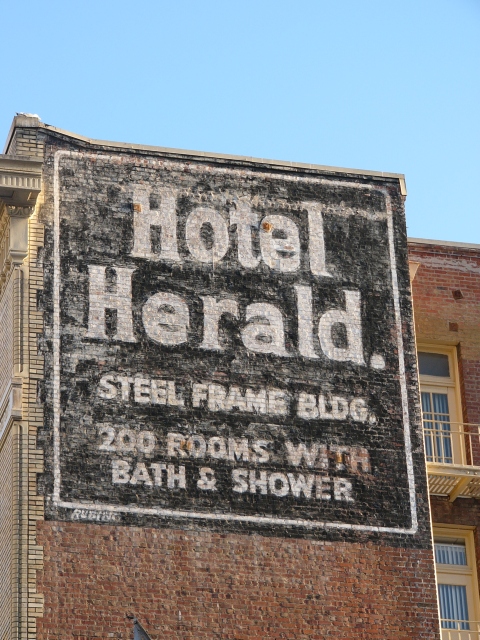 Hotel
Herald.
STEEL FRAME BLDG.
200 ROOMS WITH
BATH & SHOWER